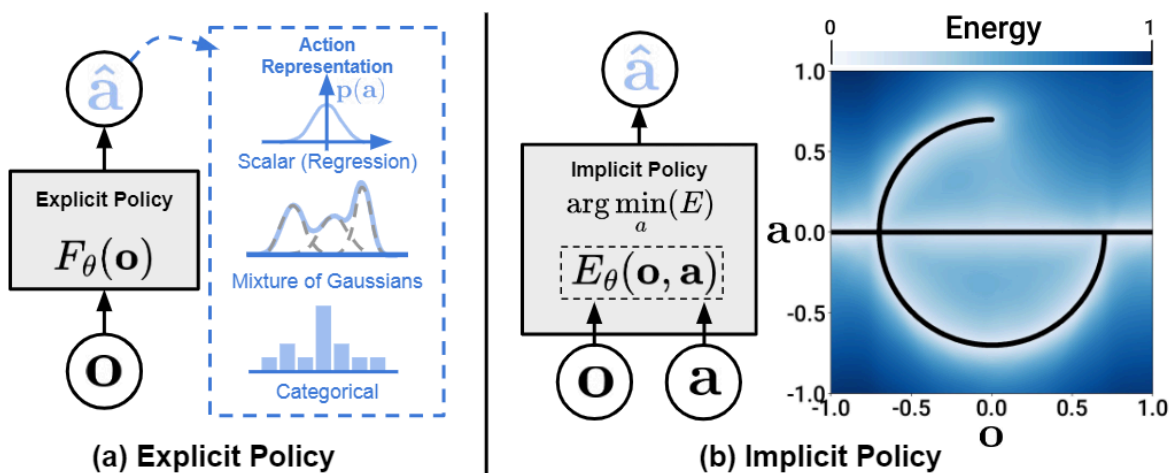 â
Explicit Policy
F_θ(o)
o
Action
Representation
p(a)
Scalar (Regression)
Mixture of Gaussians
Categorical
(a) Explicit Policy
â
Implicit Policy
arg min(E)
a
E_θ(o, a)
o
a
0 Energy 1
1.0
0.5
a 0.0
-0.5
-1.0
-1.0 -0.5 0.0 0.5 1.0
o
(b) Implicit Policy